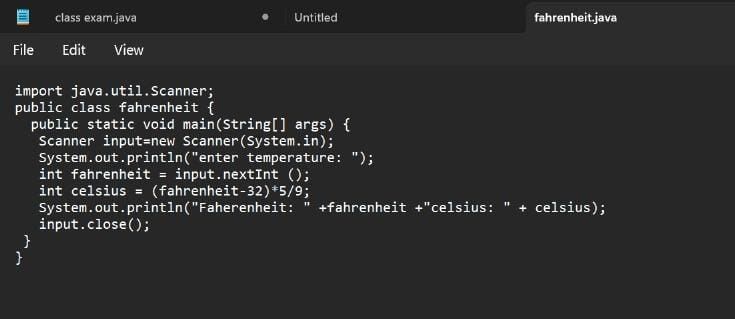 class exam.java Untitled fahrenheit.java
File Edit View
import java.util.Scanner;
public class fahrenheit {
public static void main(String[] args) {
Scanner input=new Scanner(System.in);
System.out.println("enter temperature: ");
int fahrenheit = input.nextInt ();
int celsius = (fahrenheit-32)*5/9;
System.out.println("Faherenheit: " +fahrenheit +"celsius: " + celsius);
input.close();
}
}